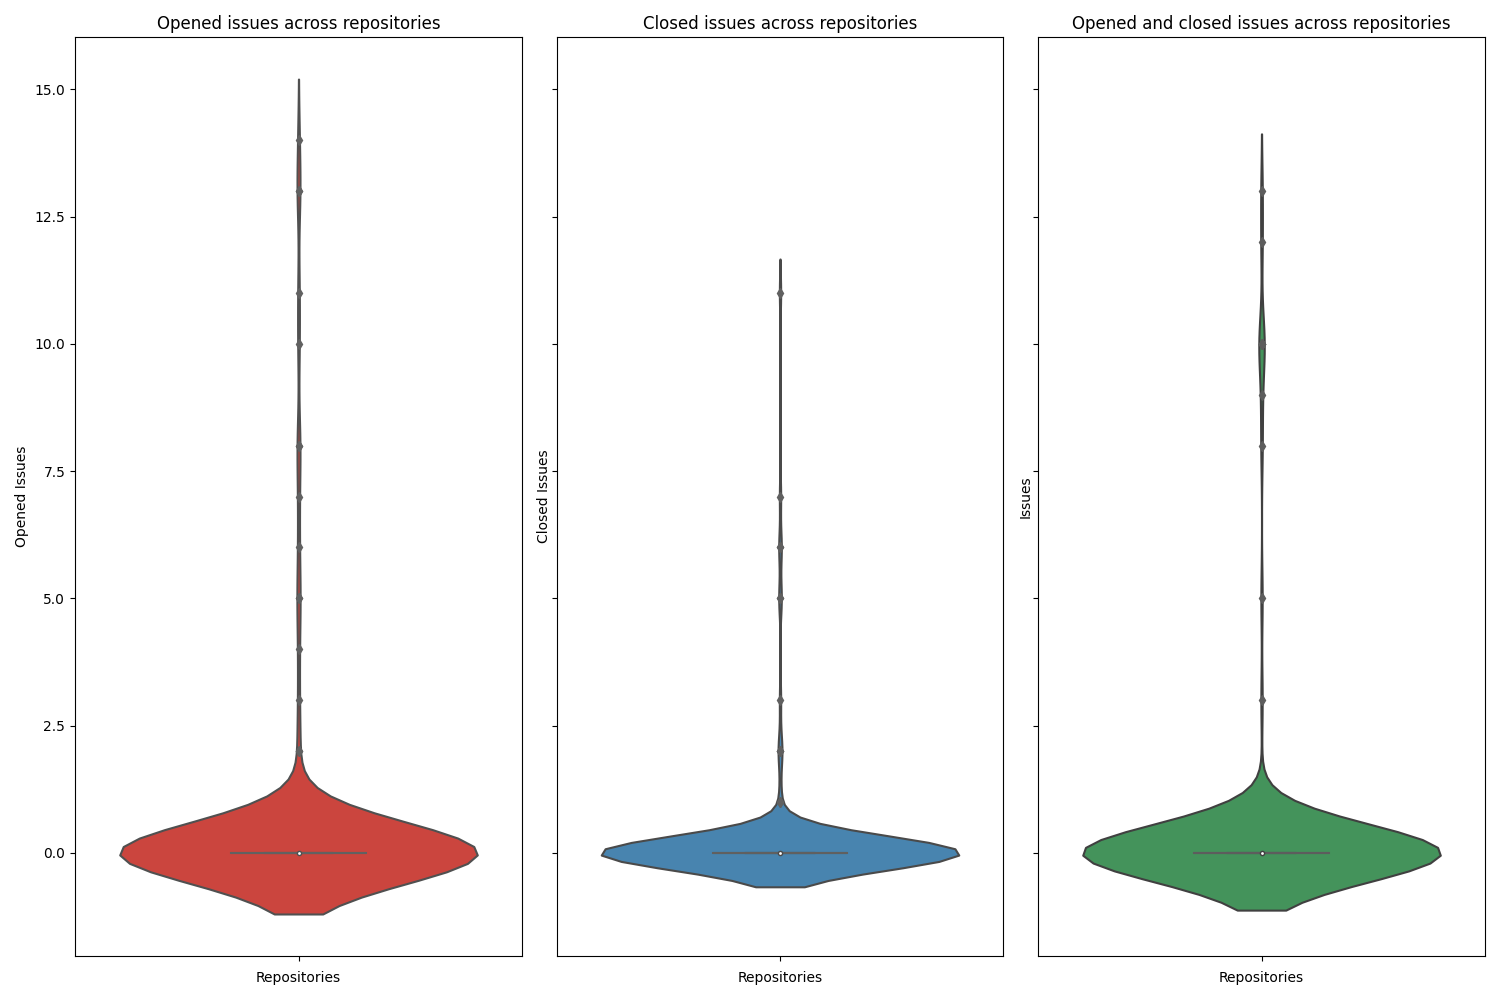 Opened issues across repositories
Closed issues across repositories
Opened and closed issues across repositories
15.0
12.5
10.0
7.5
5.0
2.5
0.0
Opened Issues
Closed Issues
Issues
Repositories
Repositories
Repositories